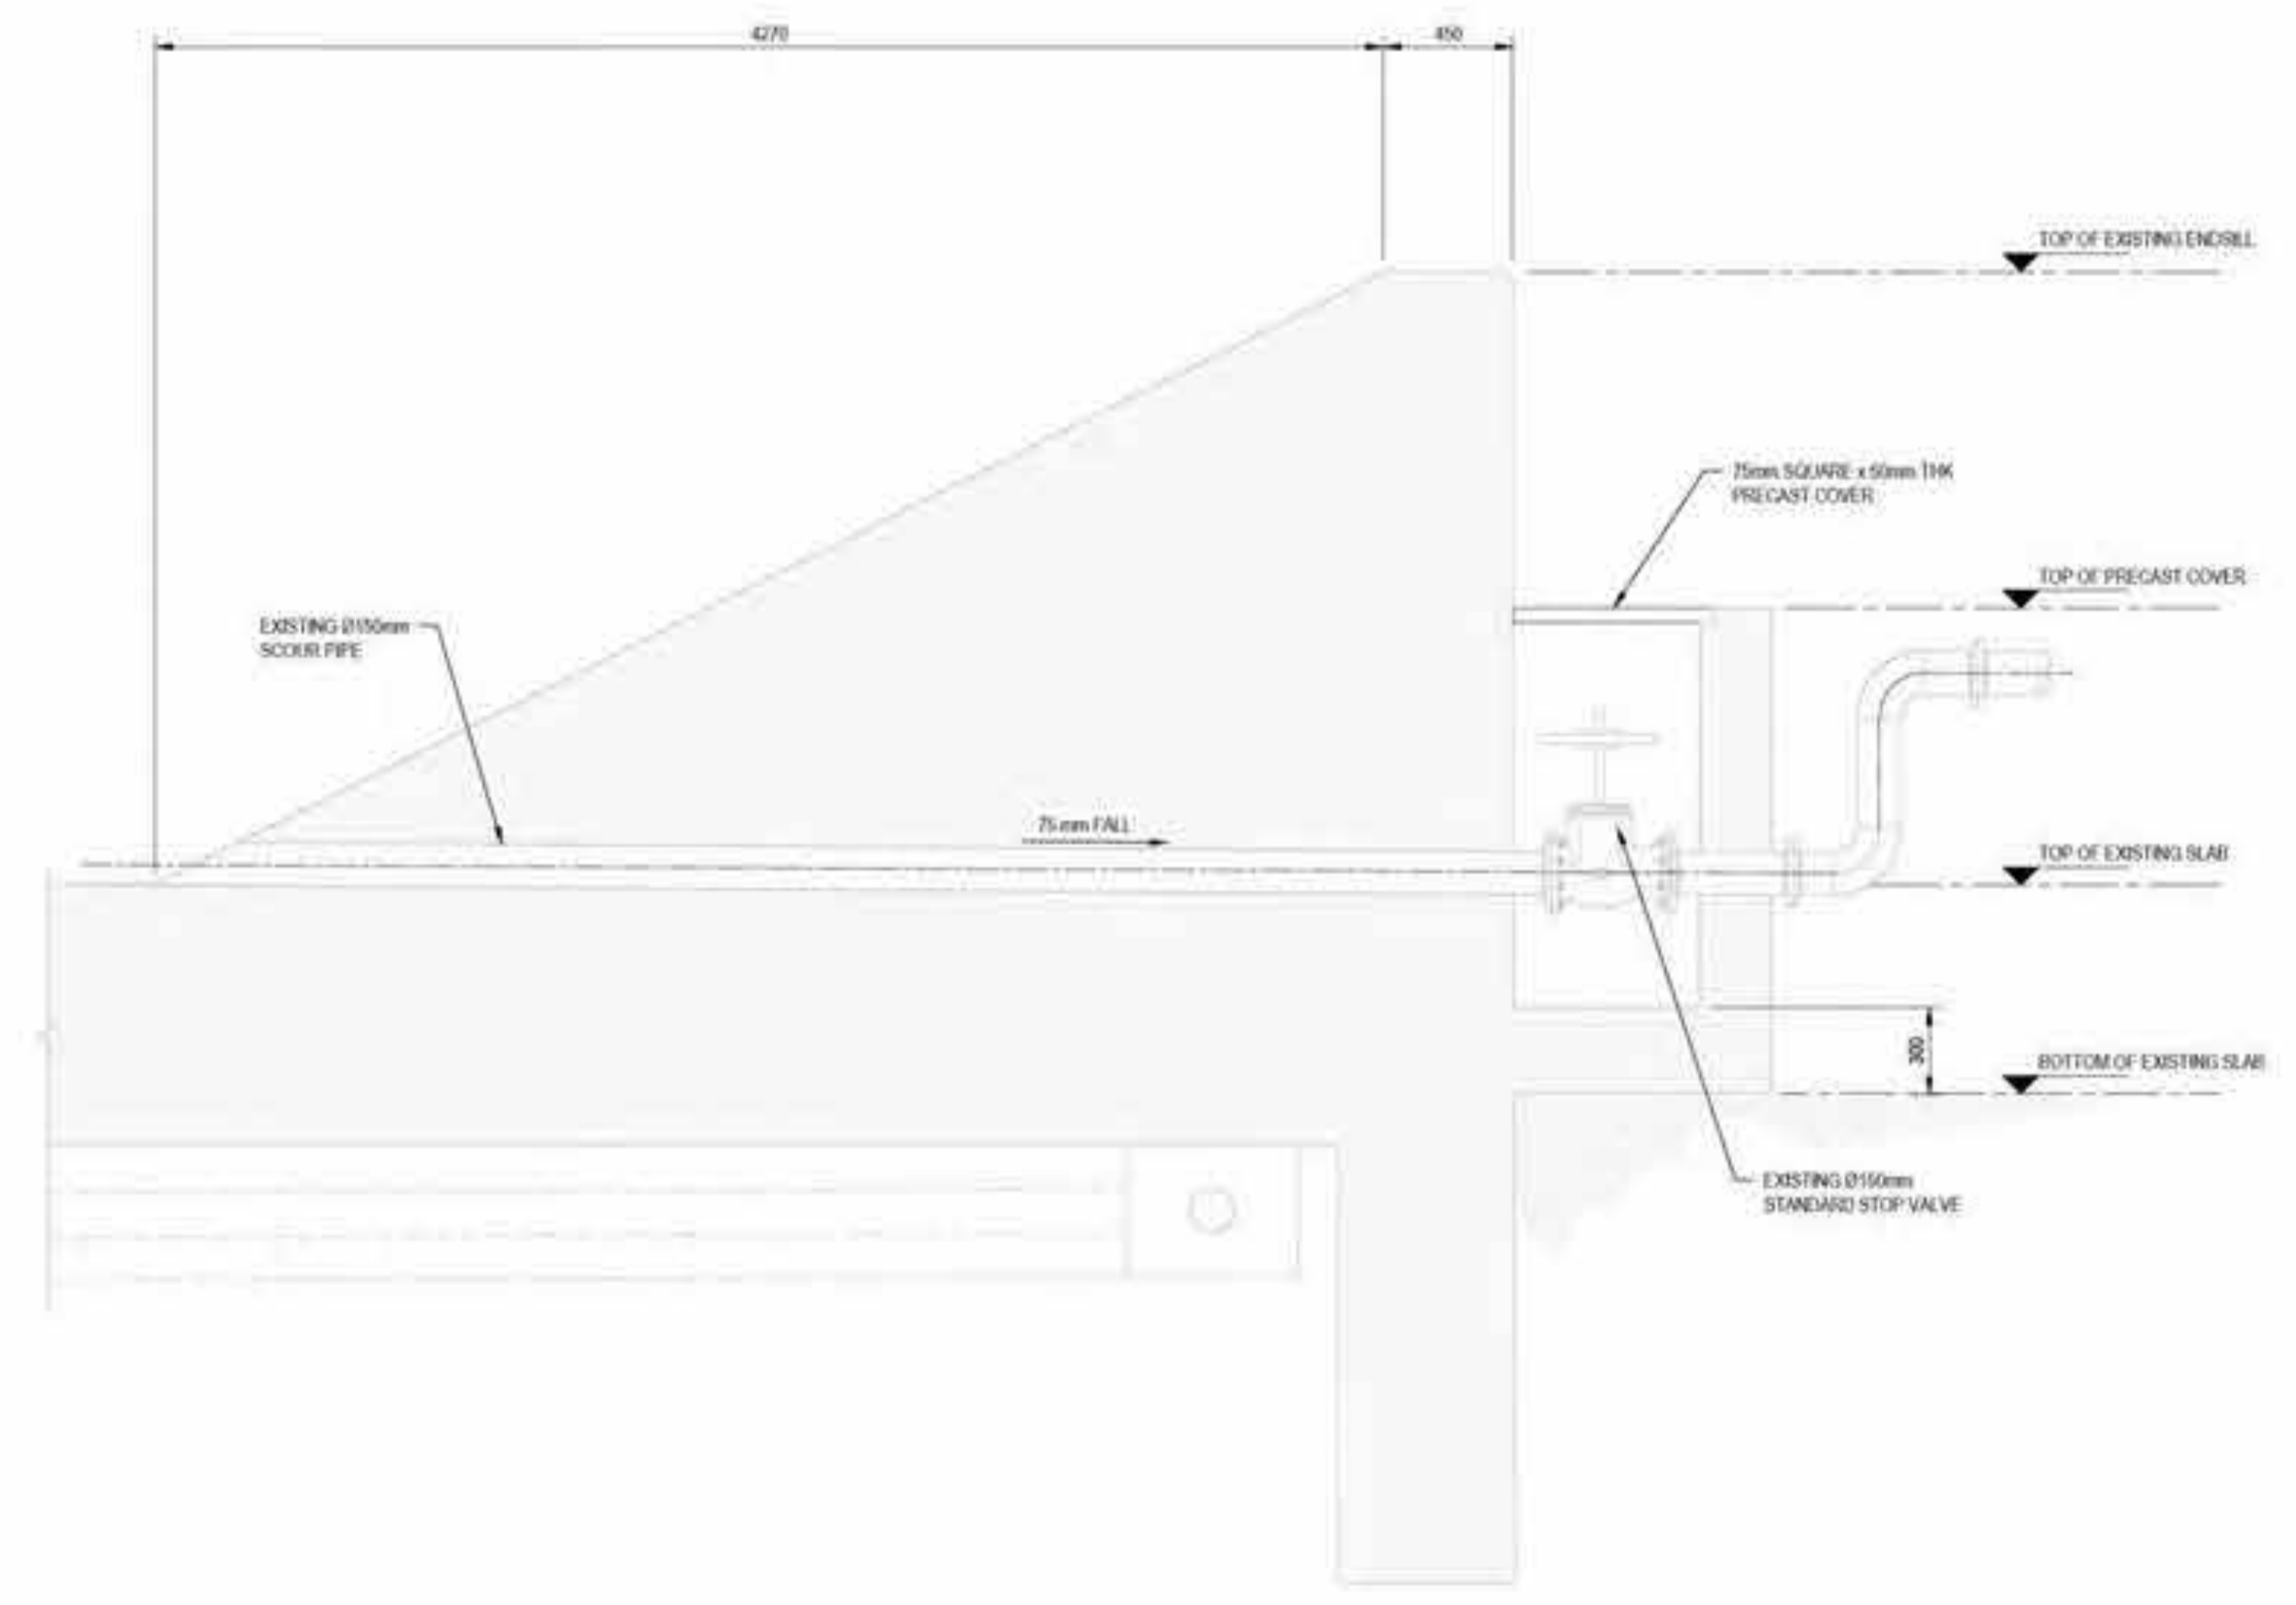 4270
450
TOP OF EXISTING ENDSILL
75mm SQUARE x 50mm THK
PRECAST COVER
TOP OF PRECAST COVER
EXISTING Ø150mm
SCOUR PIPE
75 mm FALL
TOP OF EXISTING SLAB
300
BOTTOM OF EXISTING SLAB
EXISTING Ø150mm
STANDARD STOP VALVE